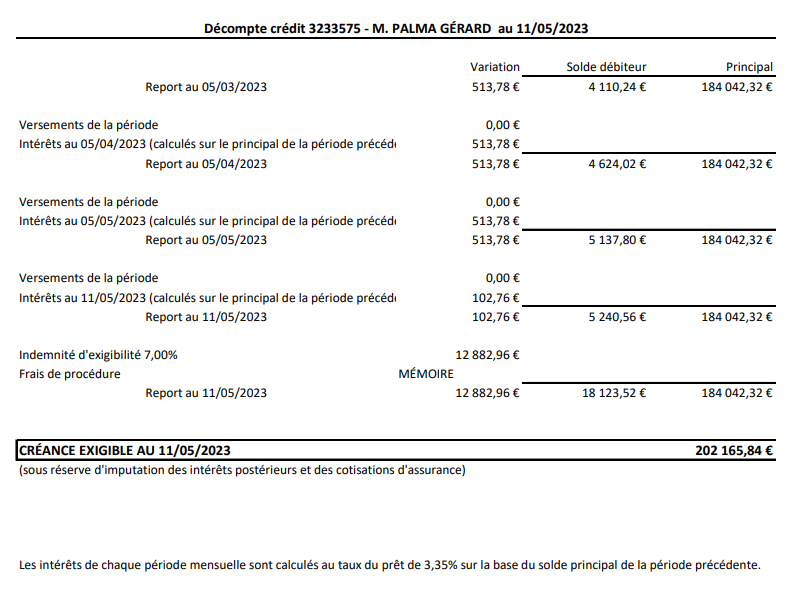 Décompte crédit 3233575 - M. PALMA GÉRARD au 11/05/2023
Variation Solde débiteur Principal
Report au 05/03/2023 513,78 € 4 110,24 € 184 042,32 €
Versements de la période 0,00 €
Intérêts au 05/04/2023 (calculés sur le principal de la période précéde 513,78 €
Report au 05/04/2023 513,78 € 4 624,02 € 184 042,32 €
Versements de la période 0,00 €
Intérêts au 05/05/2023 (calculés sur le principal de la période précéde 513,78 €
Report au 05/05/2023 513,78 € 5 137,80 € 184 042,32 €
Versements de la période 0,00 €
Intérêts au 11/05/2023 (calculés sur le principal de la période précéde 102,76 €
Report au 11/05/2023 102,76 € 5 240,56 € 184 042,32 €
Indemnité d'exigibilité 7,00% 12 882,96 €
Frais de procédure MÉMOIRE
Report au 11/05/2023 12 882,96 € 18 123,52 € 184 042,32 €
CRÉANCE EXIGIBLE AU 11/05/2023 202 165,84 €
(sous réserve d'imputation des intérêts postérieurs et des cotisations d'assurance)
Les intérêts de chaque période mensuelle sont calculés au taux du prêt de 3,35% sur la base du solde principal de la période précédente.